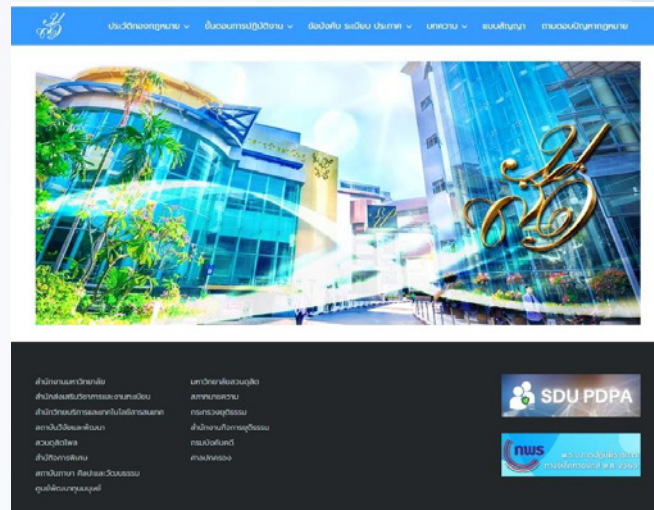 ประวัติกองกฎหมาย
ขั้นตอนการปฏิบัติงาน
ข้อบังคับ ระเบียบ ประกาศ
บทความ
แบบสัญญา
ถามตอบปัญหากฎหมาย
สำนักงานมหาวิทยาลัย
สำนักส่งเสริมวิชาการและงานทะเบียน
สำนักวิทยบริการและเทคโนโลยีสารสนเทศ
สถาบันวิจัยและพัฒนา
สวนดุสิตโพล
สำนักกิจการพิเศษ
สถาบันภาษา ศิลปะและวัฒนธรรม
ศูนย์พัฒนาทุนมนุษย์
มหาวิทยาลัยสวนดุสิต
สภาทนายความ
กระทรวงยุติธรรม
สำนักงานกิจการยุติธรรม
กรมบังคับคดี
ศาลปกครอง
SDU PDPA
กพร